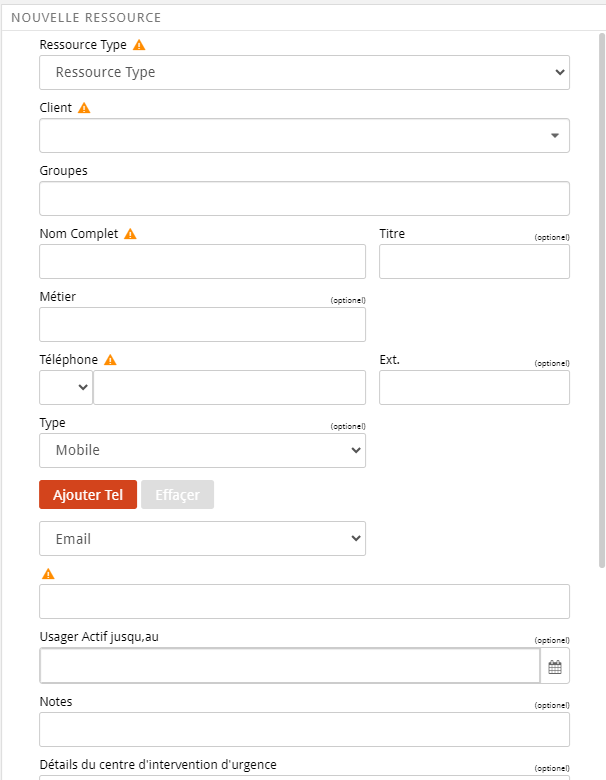 NOUVELLE RESSOURCE
Ressource Type
Ressource Type
Client
Groupes
Nom Complet
Titre (optionel)
Métier (optionel)
Téléphone
Ext. (optionel)
Type (optionel)
Mobile
Ajouter Tel Effaçer
Email
Usager Actif jusqu,au (optionel)
Notes (optionel)
Détails du centre d'intervention d'urgence (optionel)